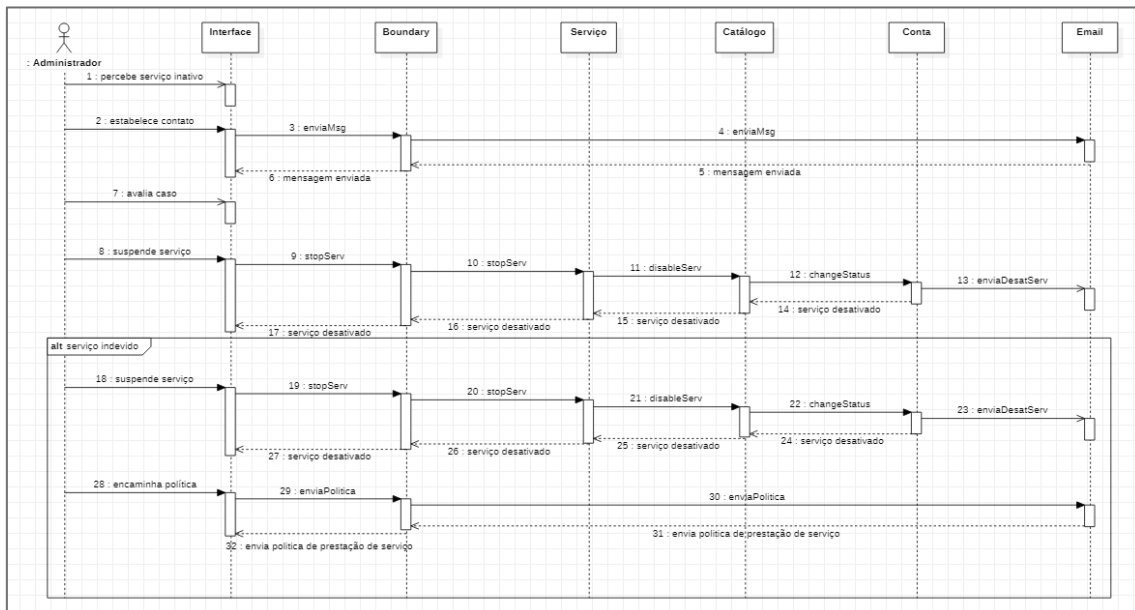 Interface
Boundary
Serviço
Catálogo
Conta
Email
: Administrador
1 : percebe serviço inativo
2 : estabelece contato
3 : enviaMsg
4 : enviaMsg
5 : mensagem enviada
6 : mensagem enviada
7 : avalia caso
8 : suspende serviço
9 : stopServ
10 : stopServ
11 : disableServ
12 : changeStatus
13 : enviaDesatServ
14 : serviço desativado
15 : serviço desativado
16 : serviço desativado
17 : serviço desativado
alt serviço indevido
18 : suspende serviço
19 : stopServ
20 : stopServ
21 : disableServ
22 : changeStatus
23 : enviaDesatServ
24 : serviço desativado
25 : serviço desativado
26 : serviço desativado
27 : serviço desativado
28 : encaminha política
29 : enviaPolitica
30 : enviaPolitica
31 : envia politica de prestação de serviço
32 : envia politica de prestação de serviço